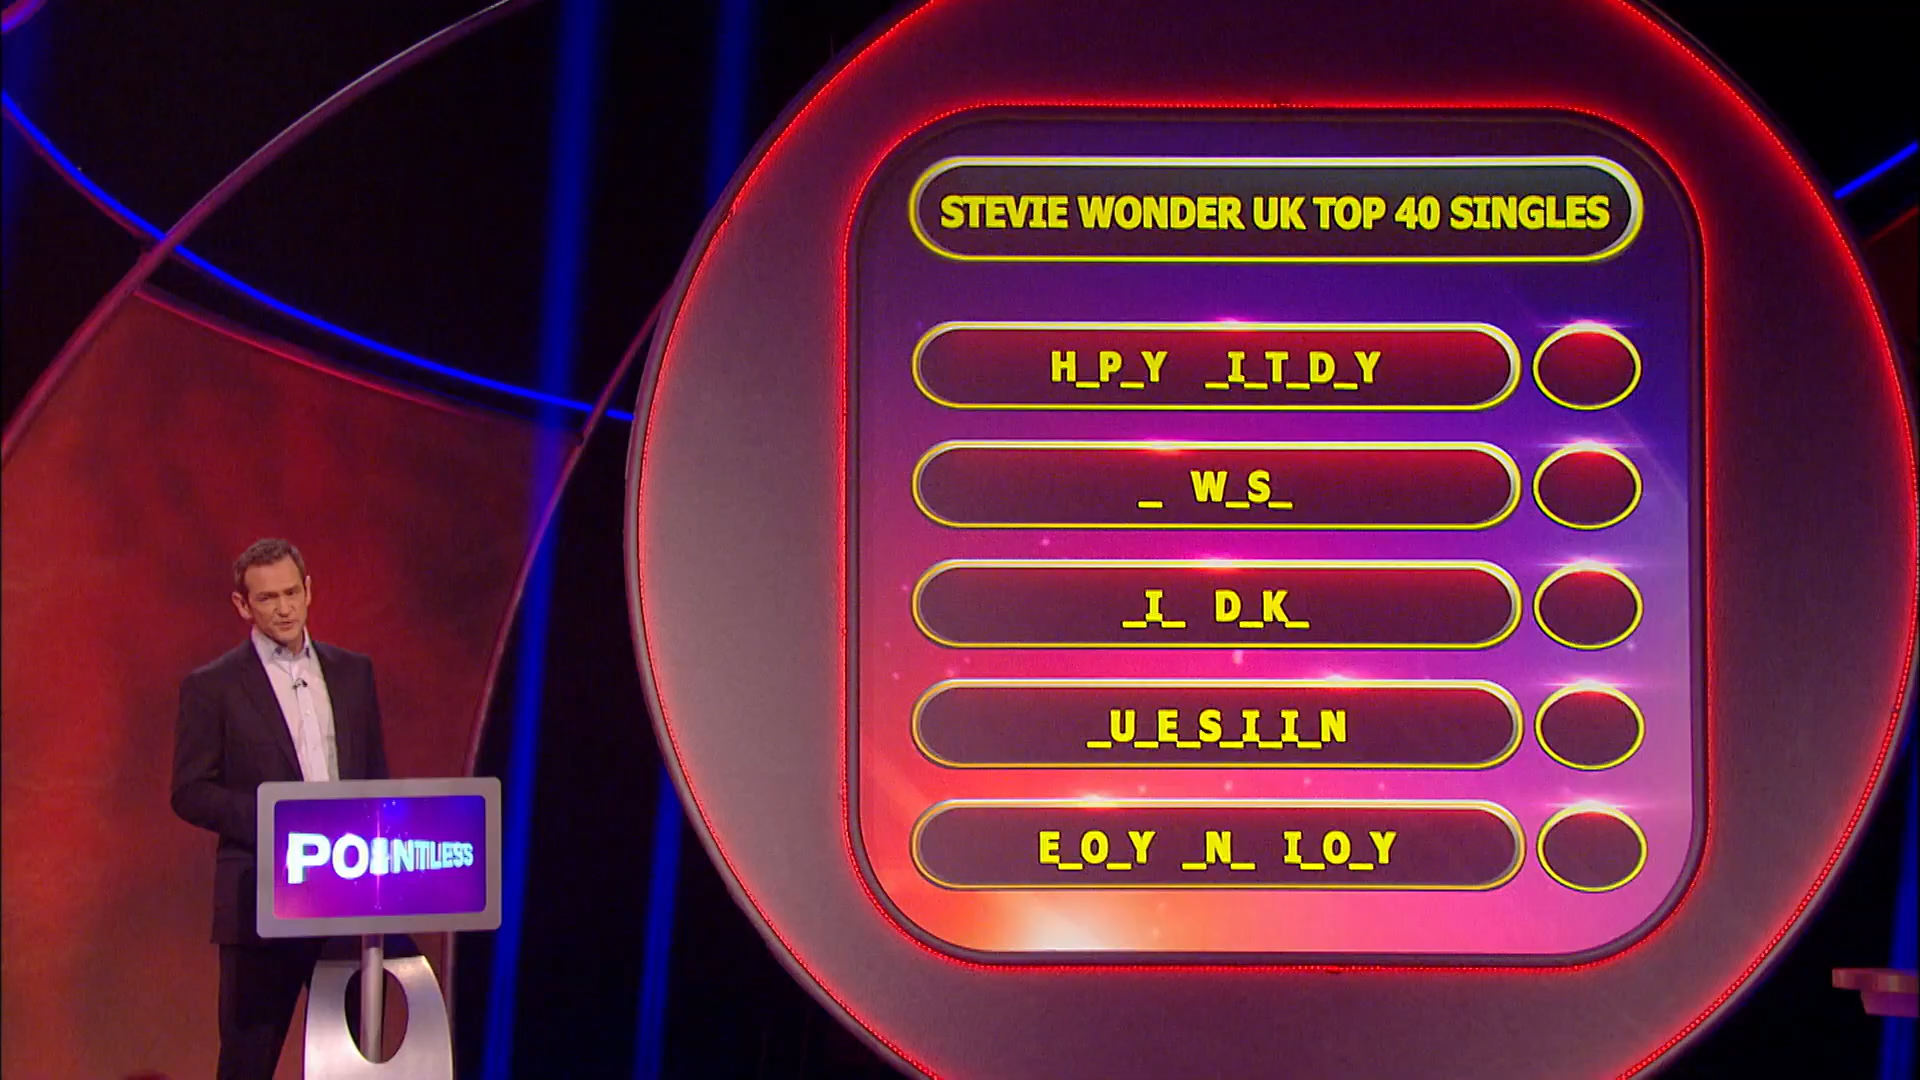 STEVIE WONDER UK TOP 40 SINGLES
H_P_Y _I_T_D_Y
_ W_S_
_I_ D_K_
_U_E_S_I_I_N
E_O_Y _N_ I_O_Y
POINTLESS